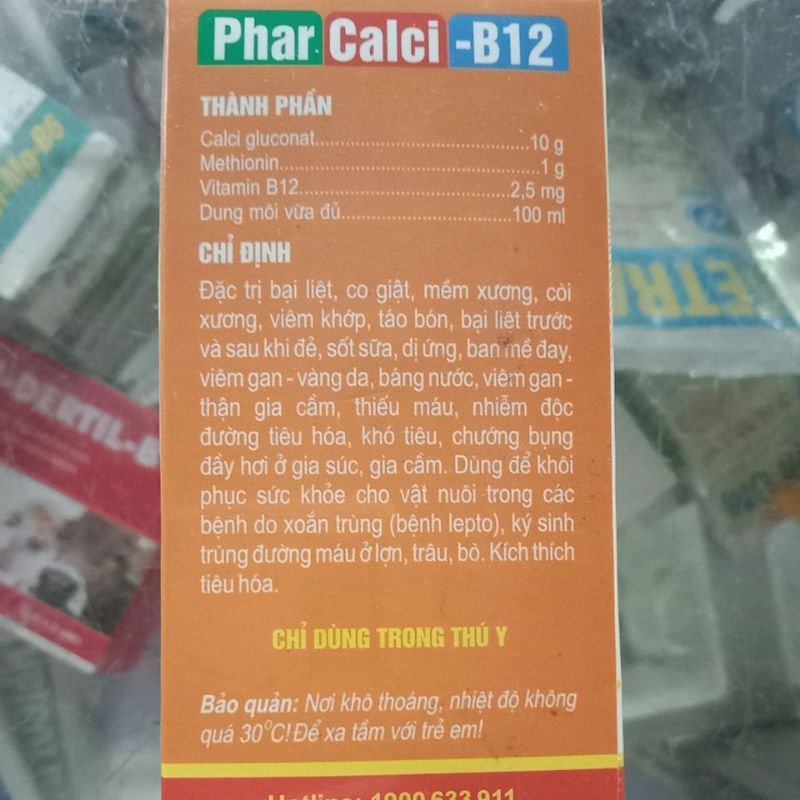 Phar Calci -B12
THÀNH PHẦN
Calci gluconat........................................10 g
Methionin................................................1 g
Vitamin B12.......................................2,5 mg
Dung môi vừa đủ..............................100 ml
CHỈ ĐỊNH
Đặc trị bại liệt, co giật, mềm xương, còi
xương, viêm khớp, táo bón, bại liệt trước
và sau khi đẻ, sốt sữa, dị ứng, ban mề đay,
viêm gan - vàng da, báng nước, viêm gan -
thận gia cầm, thiếu máu, nhiễm độc
đường tiêu hóa, khó tiêu, chướng bụng
đầy hơi ở gia súc, gia cầm. Dùng để khôi
phục sức khỏe cho vật nuôi trong các
bệnh do xoắn trùng (bệnh lepto), ký sinh
trùng đường máu ở lợn, trâu, bò. Kích thích
tiêu hóa.
CHỈ DÙNG TRONG THÚ Y
Bảo quản: Nơi khô thoáng, nhiệt độ không
quá 30°C! Để xa tầm với trẻ em!
Hotline: 1900 633 911